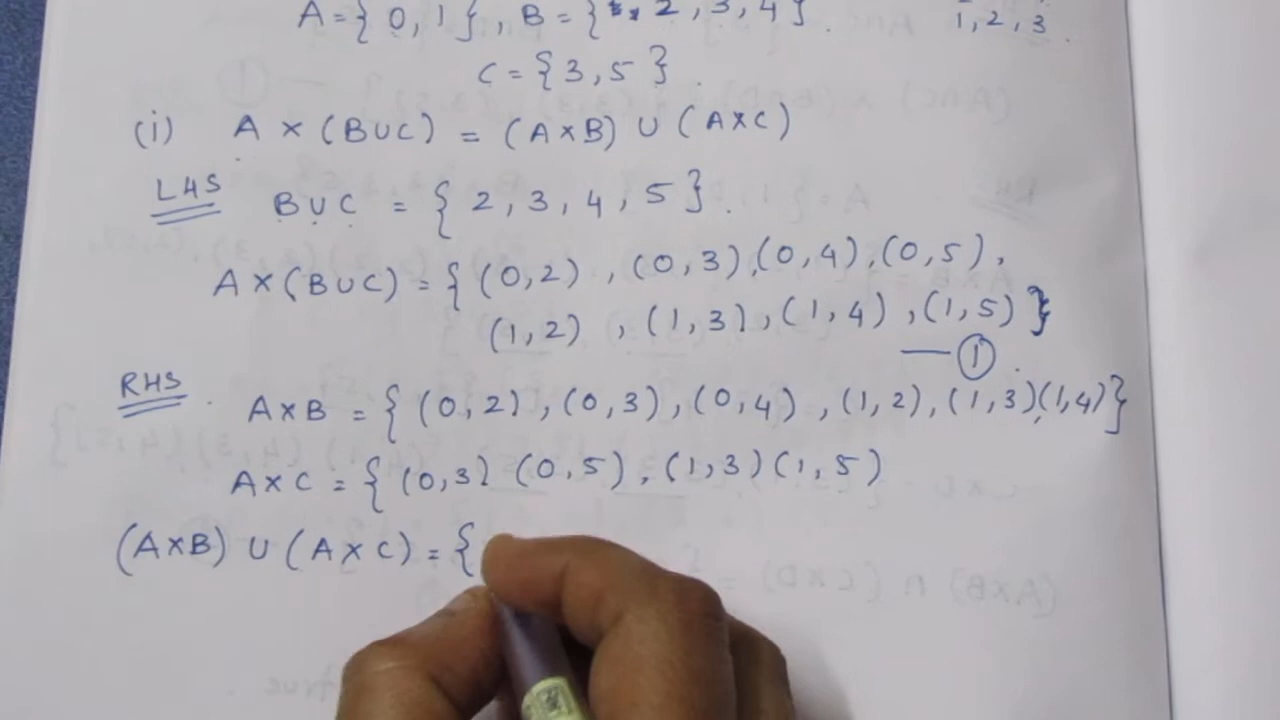 A = { 0, 1 } , B = { 2 , 3 , 4 } . 1, 2, 3 .
C = { 3 , 5 }
(i) A × (B∪C) = (A×B) ∪ (A×C)
LHS B∪C = { 2 , 3 , 4 , 5 } .
A×(B∪C) = { (0,2) , (0,3) , (0,4) , (0,5) ,
(1,2) , (1,3) , (1,4) , (1,5) }
— ① .
RHS . A×B = { (0,2) , (0,3) , (0,4) , (1,2) , (1,3) (1,4) }
A×C = { (0,3) (0,5) , (1,3) (1,5)
(A×B) ∪ (A×C) = {